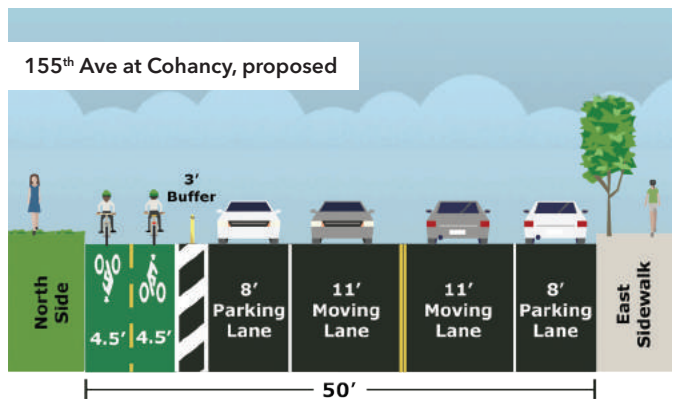 155th Ave at Cohancy, proposed
3’
Buffer
North
Side
4.5’
4.5’
8’
Parking
Lane
11’
Moving
Lane
11’
Moving
Lane
8’
Parking
Lane
East
Sidewalk
50’